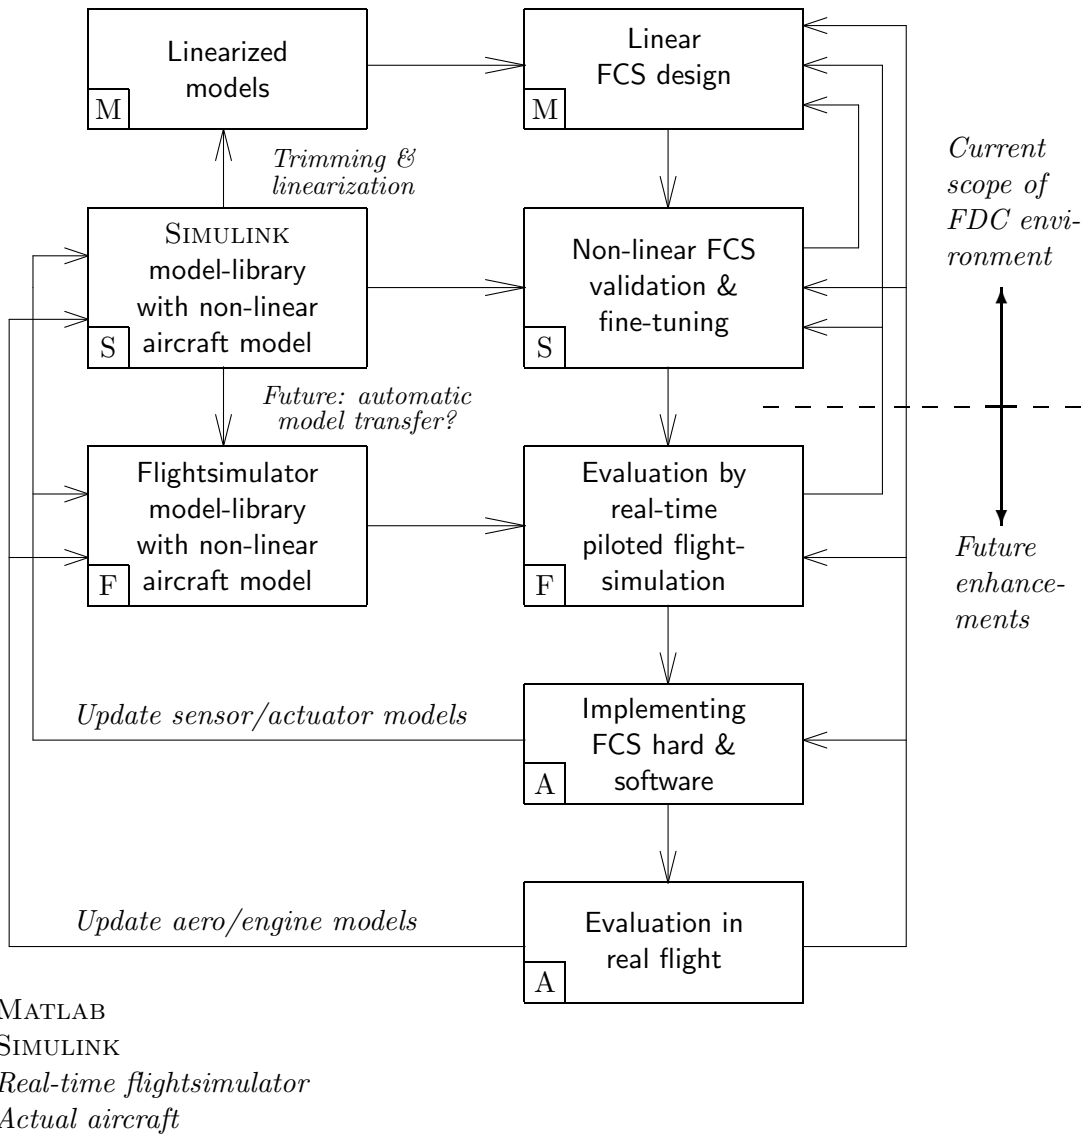 Linearized
models
M
Linear
FCS design
M
Trimming &
linearization
Current
scope of
FDC envi-
ronment
SIMULINK
model-library
with non-linear
aircraft model
S
Non-linear FCS
validation &
fine-tuning
S
Future: automatic
model transfer?
Flightsimulator
model-library
with non-linear
aircraft model
F
Evaluation by
real-time
piloted flight-
simulation
F
Future
enhance-
ments
Update sensor/actuator models
Implementing
FCS hard &
software
A
Update aero/engine models
Evaluation in
real flight
A
MATLAB
SIMULINK
Real-time flightsimulator
Actual aircraft